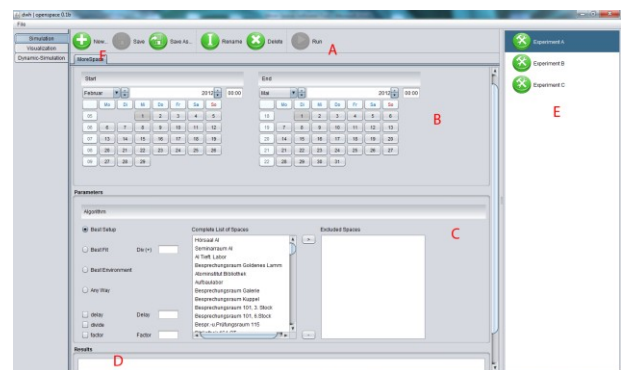 dwh | openspace 0.1b
File
Simulation
Visualization
Dynamic-Simulation
New... Save Save As... Rename Delete Run
A
F
MoreSpace
Start
Februar 2012 00:00
Mo Di Mi Do Fr Sa So
05 1 2 3 4 5
06 6 7 8 9 10 11 12
07 13 14 15 16 17 18 19
08 20 21 22 23 24 25 26
09 27 28 29
End
Mai 2012 00:00
Mo Di Mi Do Fr Sa So
18 1 2 3 4 5 6
19 7 8 9 10 11 12 13
20 14 15 16 17 18 19 20
21 21 22 23 24 25 26 27
22 28 29 30 31
B
Parameters
Algorithm
Best Setup
Best Fit Div (+)
Best Environment
Any Way
delay Delay
divide
factor Factor
Complete List of Spaces
Hörsaal AI
Seminarraum AI
AI Tieft. Labor
Besprechungsraum Goldenes Lamm
Atominstitut Bibliothek
Aufbaulabor
Besprechungsraum Galerie
Besprechungsraum Kuppel
Besprechungsraum 101, 3. Stock
Besprechungsraum 101, 6.Stock
Bespr.-u.Prüfungsraum 115
Excluded Spaces
C
Results
D
Experiment A
Experiment B
Experiment C
E